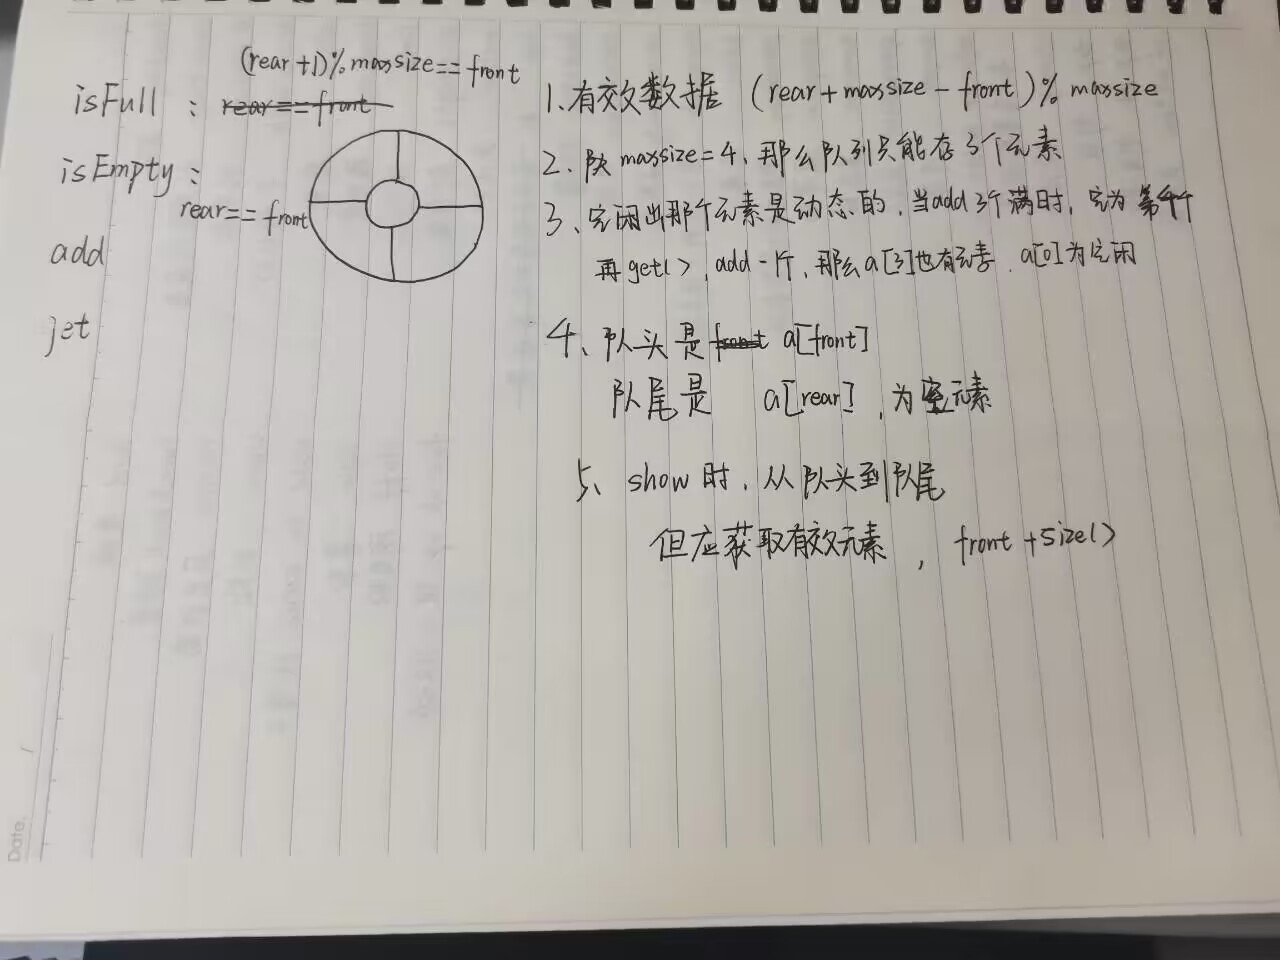 (rear+1)%maxsize==front
isFull : rear==front
isEmpty :
rear==front
add
get
1.有效数据 (rear+maxsize-front)%maxsize
2、 maxsize=4、那么队列只能存3个元素
3、空闲出那个元素是动态的,当add 3个满时,空为第4个
再get(),add一个,那么a[3]也有元素,a[0]为空闲
4、队头是front a[front]
队尾是 a[rear],为空元素
5、show时,从队头到队尾
但应获取有效元素,front+size()
Date.